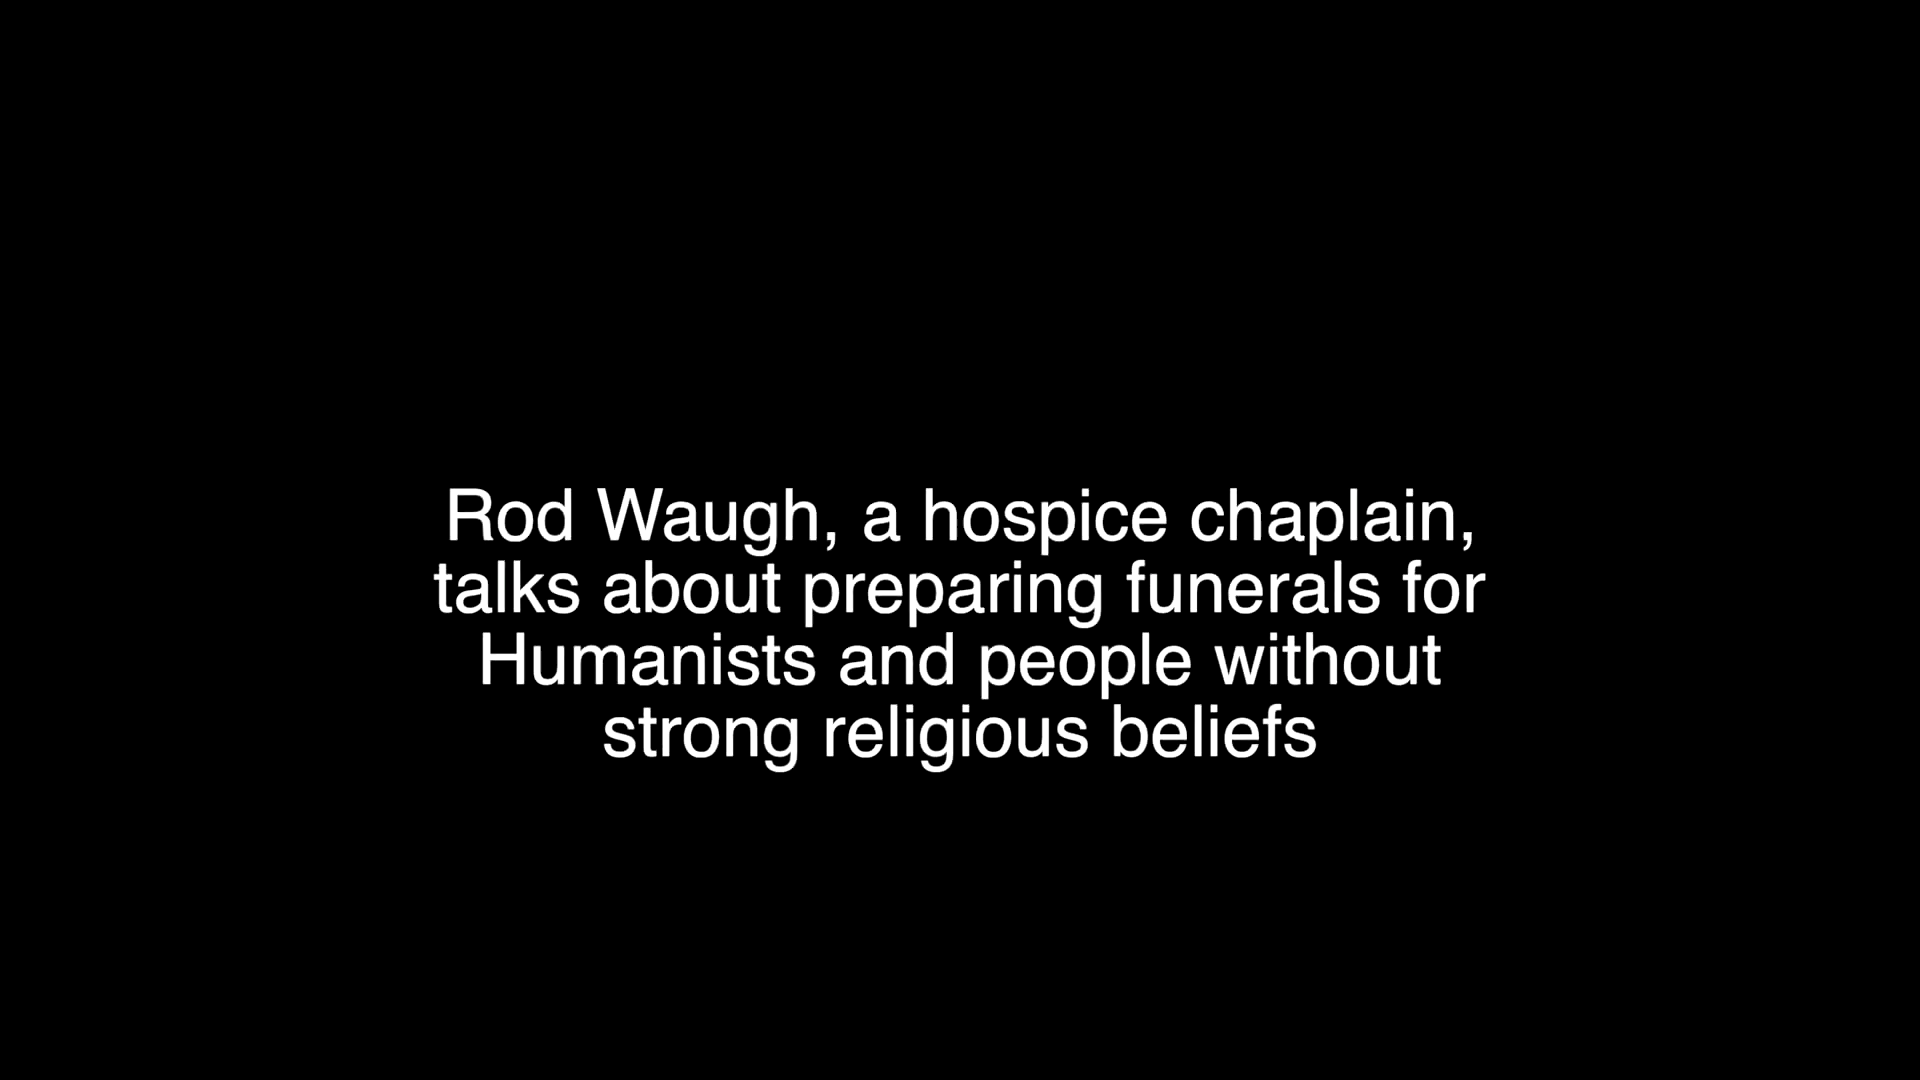 Rod Waugh, a hospice chaplain,
talks about preparing funerals for
Humanists and people without
strong religious beliefs